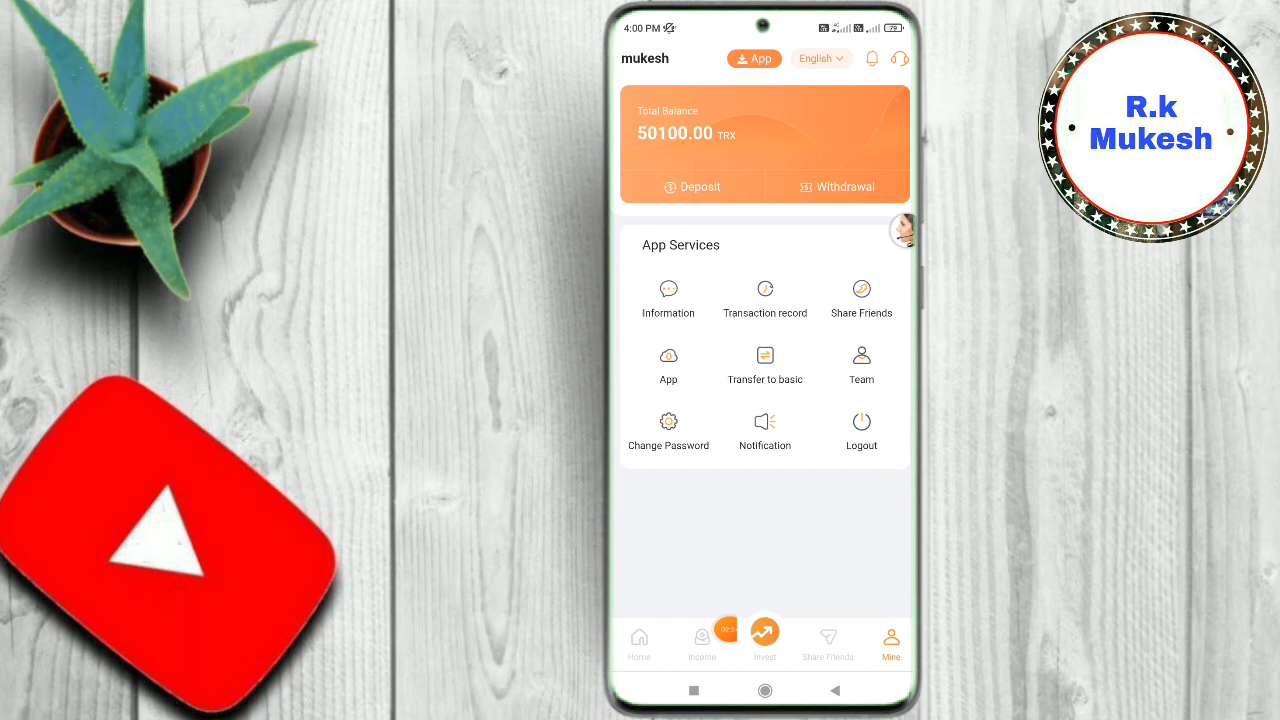 4:00 PM
79
mukesh
App
English
Total Balance
50100.00 TRX
Deposit
Withdrawal
App Services
Information
Transaction record
Share Friends
App
Transfer to basic
Team
Change Password
Notification
Logout
Home
Income
Invest
Share Friends
Mine
R.k
Mukesh